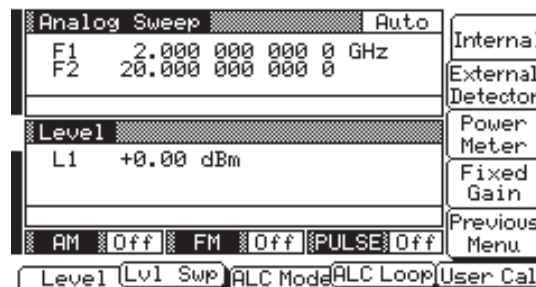 Analog Sweep Auto
F1 2.000 000 000 0 GHz
F2 20.000 000 000 0
Level
L1 +0.00 dBm
AM Off FM Off PULSE Off
Internal
External
Detector
Power
Meter
Fixed
Gain
Previous
Menu
Level Lvl Swp ALC Mode ALC Loop User Cal